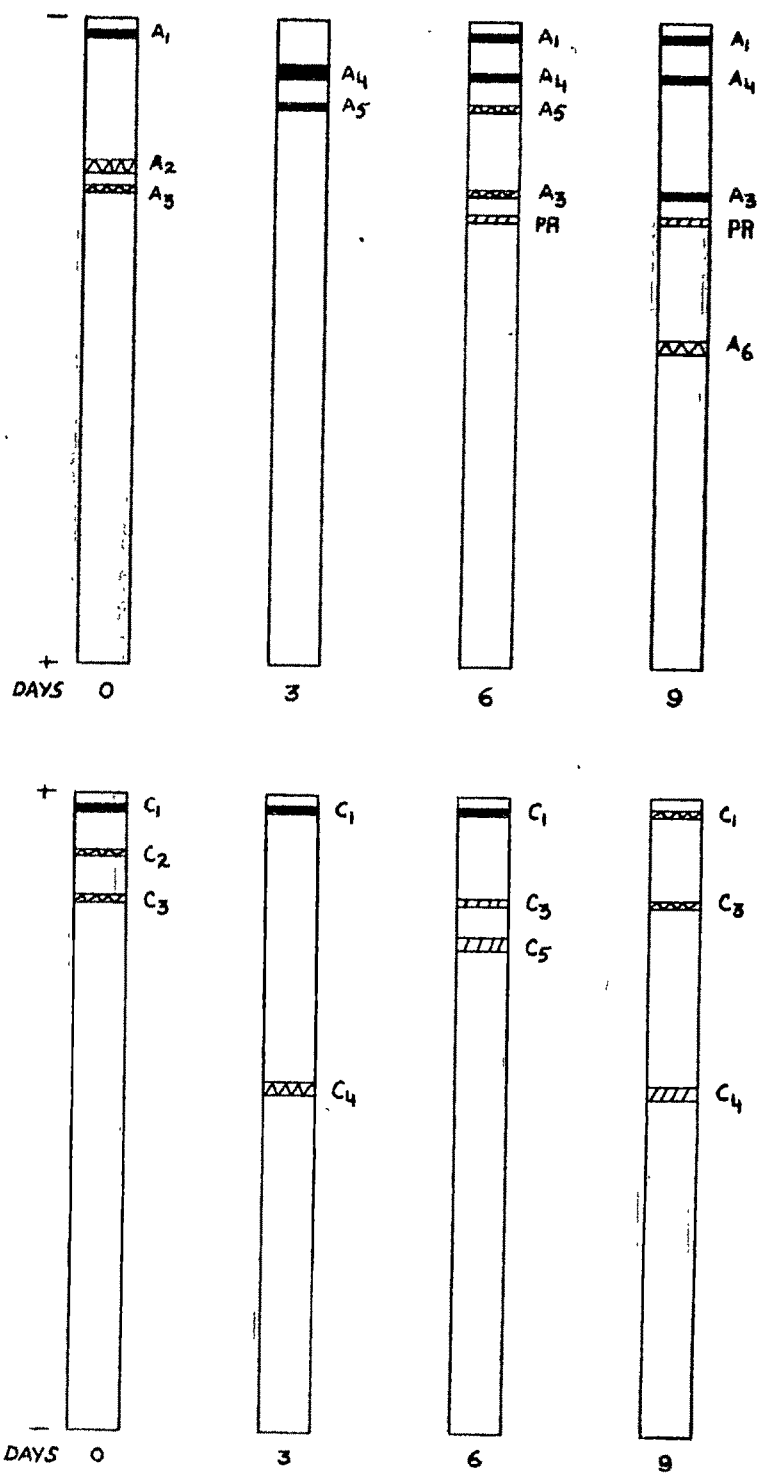 −
A₁ A₁ A₁
A₄ A₄ A₄
A₅ A₅
A₂
A₃ A₃ A₃
PR PR
A₆
+
DAYS 0 3 6 9
+
C₁ C₁ C₁ C₁
C₂
C₃ C₃ C₃
C₅
C₄ C₄
−
DAYS 0 3 6 9